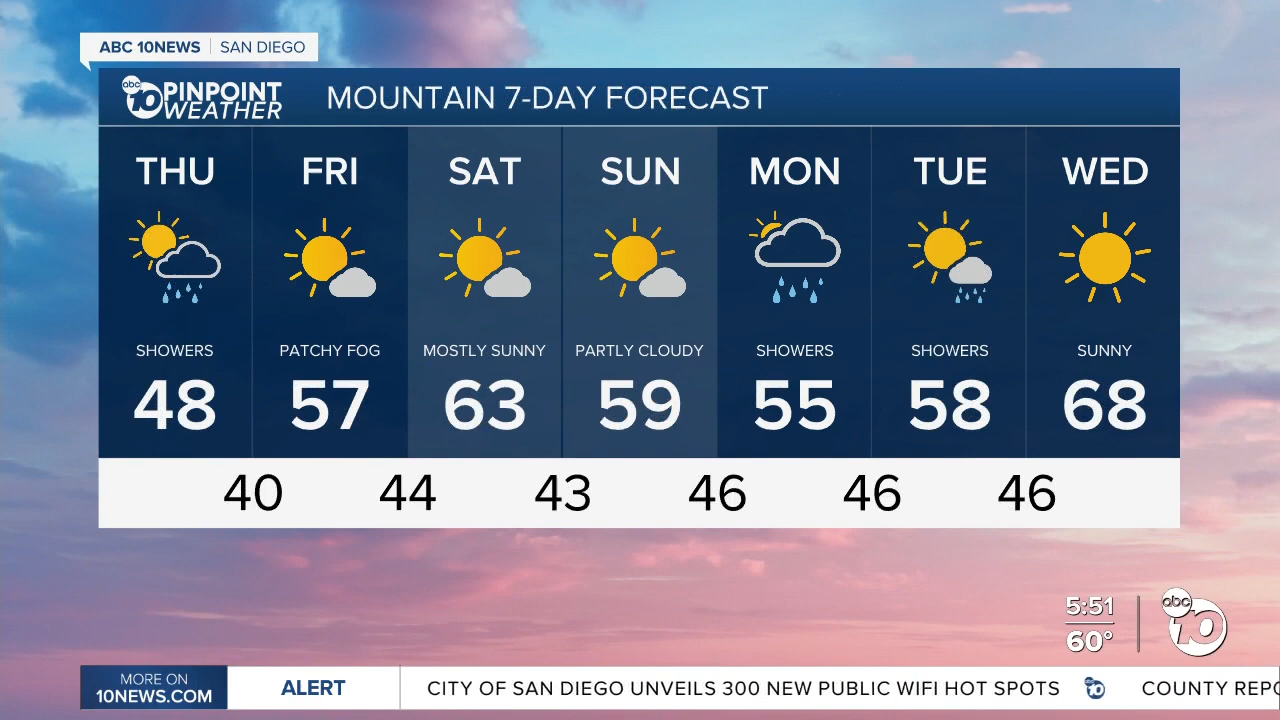 ABC 10NEWS | SAN DIEGO
abc 10 PINPOINT WEATHER
MOUNTAIN 7-DAY FORECAST
THU FRI SAT SUN MON TUE WED
SHOWERS PATCHY FOG MOSTLY SUNNY PARTLY CLOUDY SHOWERS SHOWERS SUNNY
48 57 63 59 55 58 68
40 44 43 46 46 46
5:51
60°
abc 10
MORE ON
10NEWS.COM
ALERT
CITY OF SAN DIEGO UNVEILS 300 NEW PUBLIC WIFI HOT SPOTS abc 10 COUNTY